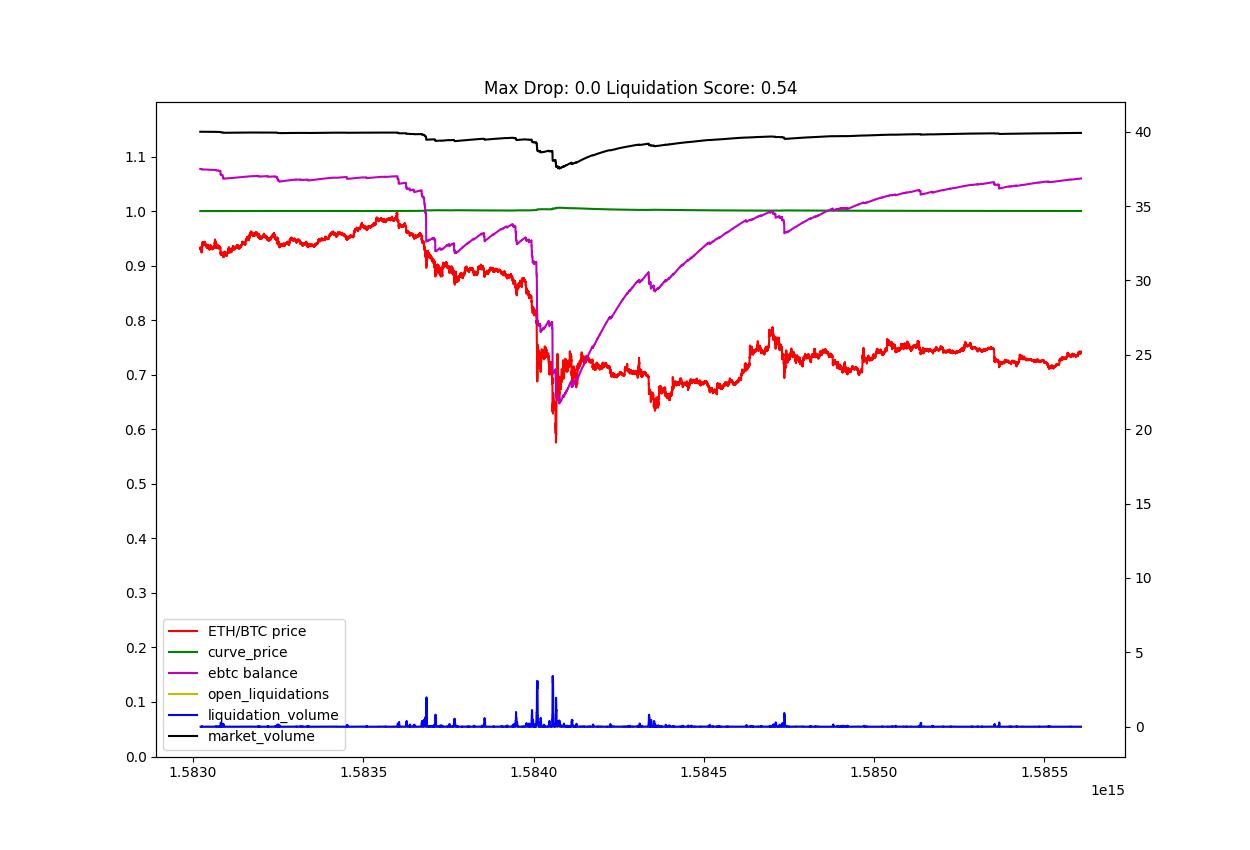 Max Drop: 0.0 Liquidation Score: 0.54
1.1
1.0
0.9
0.8
0.7
0.6
0.5
0.4
0.3
0.2
0.1
0.0
40
35
30
25
20
15
10
5
0
ETH/BTC price
curve_price
ebtc balance
open_liquidations
liquidation_volume
market_volume
1.5830 1.5835 1.5840 1.5845 1.5850 1.5855
1e15